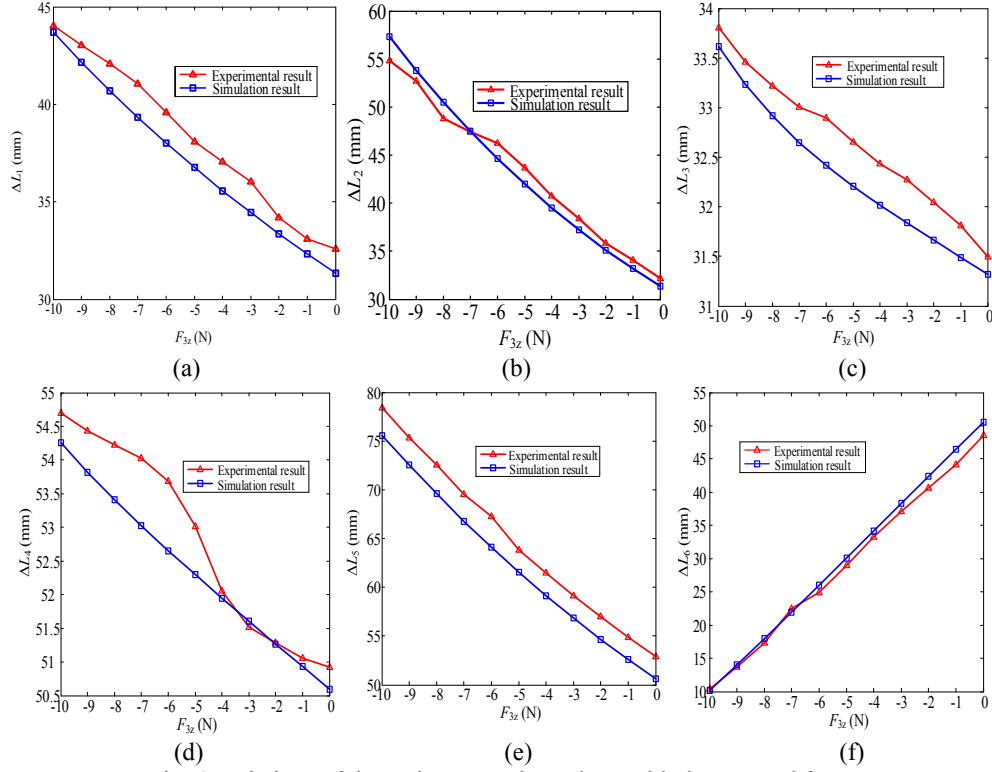 45
40
35
30
ΔL1 (mm)
Experimental result
Simulation result
-10 -9 -8 -7 -6 -5 -4 -3 -2 -1 0
F3z (N)
(a)
60
55
50
45
40
35
30
ΔL2 (mm)
Experimental result
Simulation result
-10 -9 -8 -7 -6 -5 -4 -3 -2 -1 0
F3z (N)
(b)
34
33.5
33
32.5
32
31.5
31
ΔL3 (mm)
Experimental result
Simulation result
-10 -9 -8 -7 -6 -5 -4 -3 -2 -1 0
F3z (N)
(c)
55
54.5
54
53.5
53
52.5
52
51.5
51
50.5
ΔL4 (mm)
Experimental result
Simulation result
-10 -9 -8 -7 -6 -5 -4 -3 -2 -1 0
F3z (N)
(d)
80
75
70
65
60
55
50
ΔL5 (mm)
Experimental result
Simulation result
-10 -9 -8 -7 -6 -5 -4 -3 -2 -1 0
F3z (N)
(e)
55
50
45
40
35
30
25
20
15
10
ΔL6 (mm)
Experimental result
Simulation result
-10 -9 -8 -7 -6 -5 -4 -3 -2 -1 0
F3z (N)
(f)